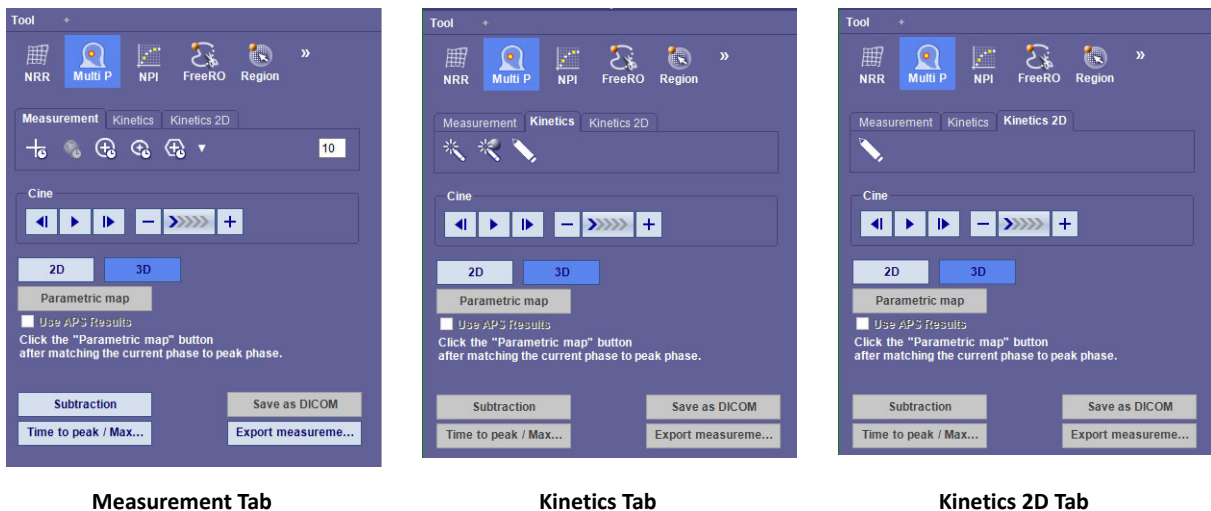 Tool +
NRR Multi P NPI FreeRO Region »
Measurement Kinetics Kinetics 2D
10
Cine
2D 3D
Parametric map
Use APS Results
Click the "Parametric map" button
after matching the current phase to peak phase.
Subtraction Save as DICOM
Time to peak / Max... Export measureme...
Measurement Tab
Tool +
NRR Multi P NPI FreeRO Region »
Measurement Kinetics Kinetics 2D
Cine
2D 3D
Parametric map
Use APS Results
Click the "Parametric map" button
after matching the current phase to peak phase.
Subtraction Save as DICOM
Time to peak / Max... Export measureme...
Kinetics Tab
Tool +
NRR Multi P NPI FreeRO Region »
Measurement Kinetics Kinetics 2D
Cine
2D 3D
Parametric map
Use APS Results
Click the "Parametric map" button
after matching the current phase to peak phase.
Subtraction Save as DICOM
Time to peak / Max... Export measureme...
Kinetics 2D Tab